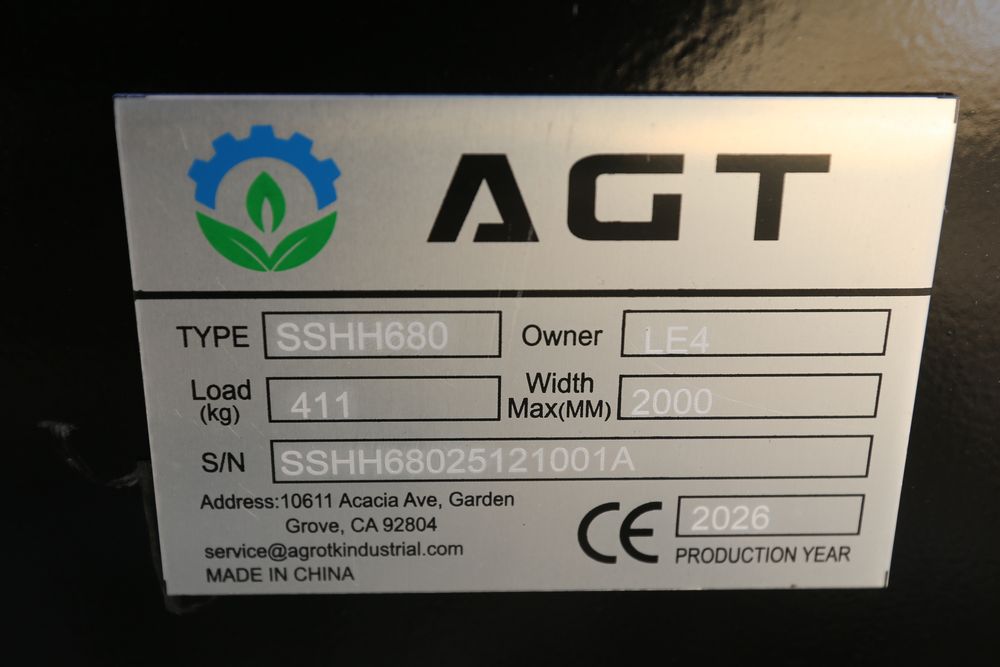 AGT
TYPE SSHH680 Owner LE4
Load (kg) 411 Width Max(MM) 2000
S/N SSHH68025121001A
Address:10611 Acacia Ave, Garden
Grove, CA 92804
service@agrotkindustrial.com
MADE IN CHINA
CE 2026
PRODUCTION YEAR